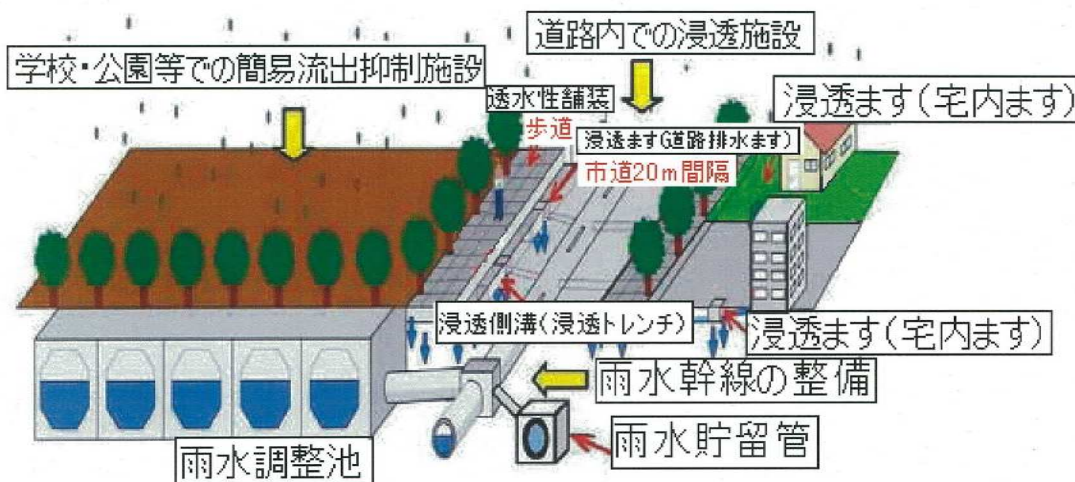 道路内での浸透施設
学校・公園等での簡易流出抑制施設
透水性舗装
歩道
浸透ます(道路排水ます)
市道20m間隔
浸透ます(宅内ます)
浸透側溝(浸透トレンチ)
浸透ます(宅内ます)
雨水幹線の整備
雨水貯留管
雨水調整池